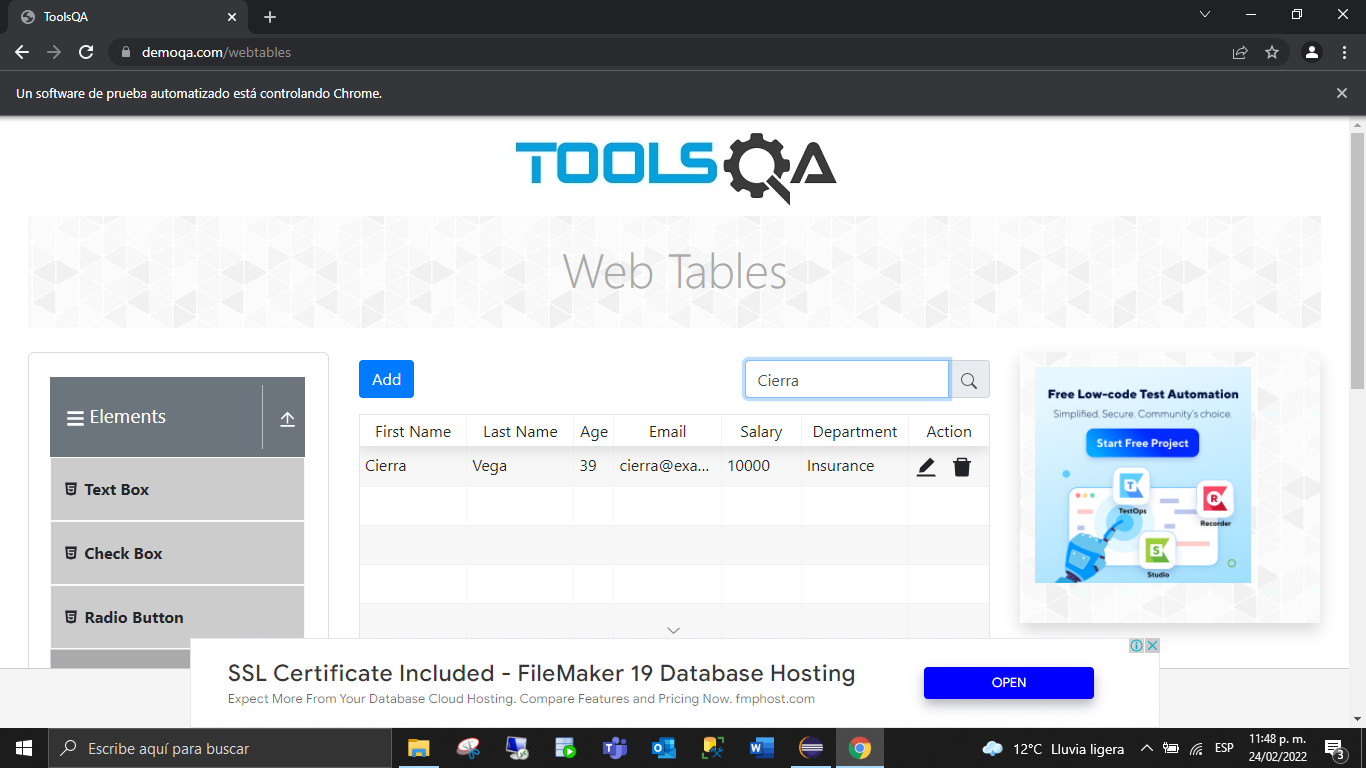 ToolsQA
demoqa.com/webtables
Un software de prueba automatizado está controlando Chrome.
TOOLSQA
Web Tables
Elements
Text Box
Check Box
Radio Button
Add
Cierra
First Name Last Name Age Email Salary Department Action
Cierra Vega 39 cierra@exa... 10000 Insurance
Free Low-code Test Automation
Simplified. Secure. Community's choice.
Start Free Project
TestOps
Recorder
Studio
SSL Certificate Included - FileMaker 19 Database Hosting
Expect More From Your Database Cloud Hosting. Compare Features and Pricing Now. fmphost.com
OPEN
Escribe aquí para buscar
12°C Lluvia ligera
ESP
11:48 p. m.
24/02/2022
3